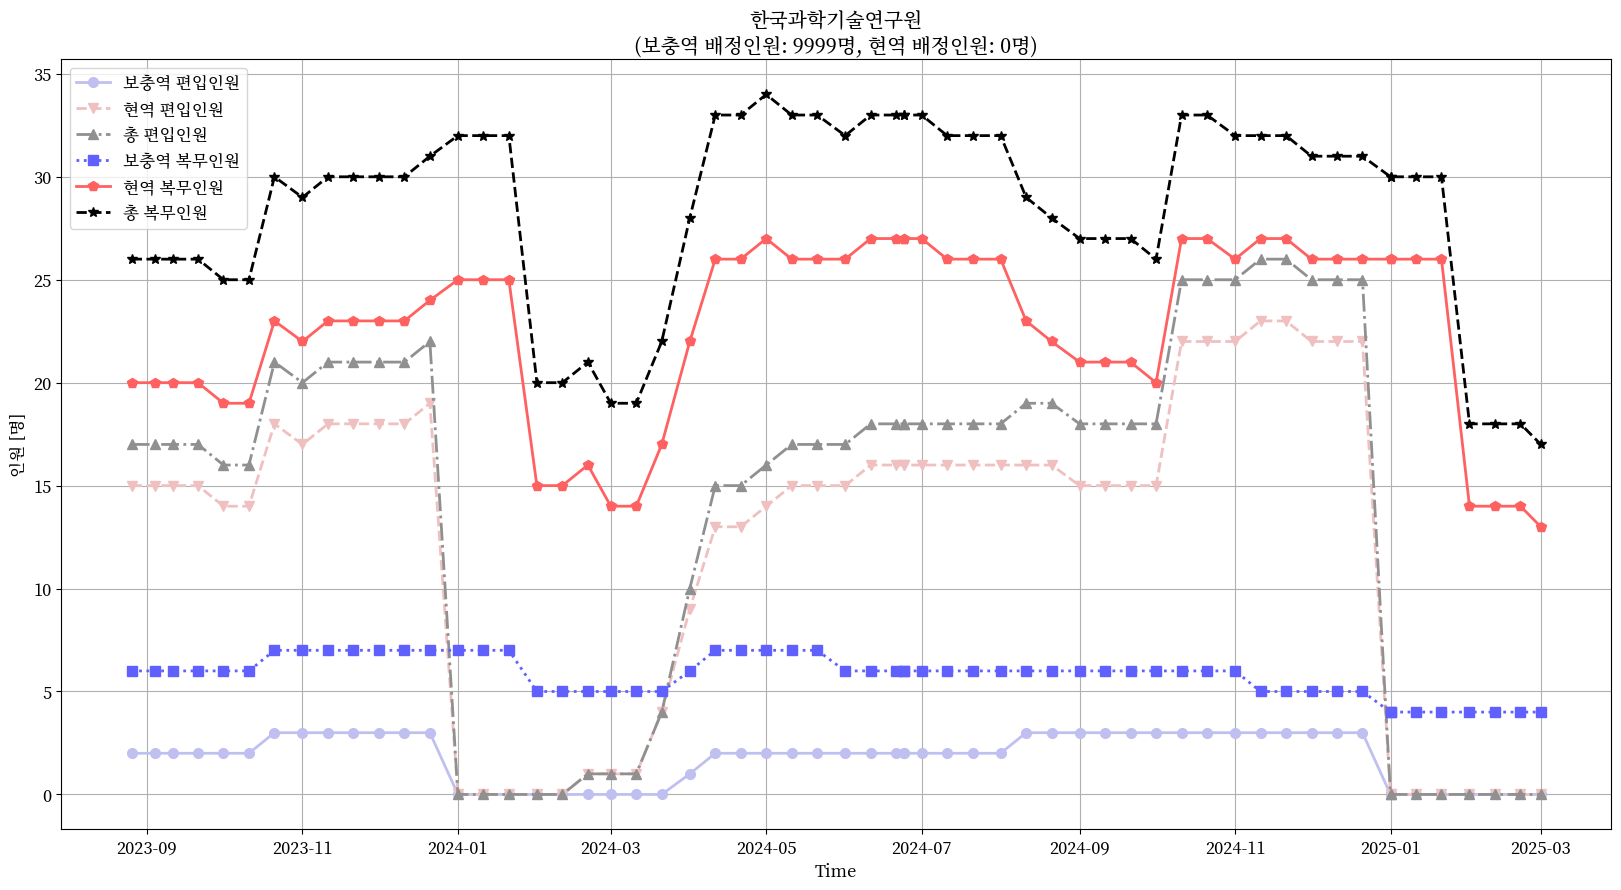 한국과학기술연구원
(보충역 배정인원: 9999명, 현역 배정인원: 0명)
보충역 편입인원
현역 편입인원
총 편입인원
보충역 복무인원
현역 복무인원
총 복무인원
인원 [명]
35
30
25
20
15
10
5
0
2023-09 2023-11 2024-01 2024-03 2024-05 2024-07 2024-09 2024-11 2025-01 2025-03
Time